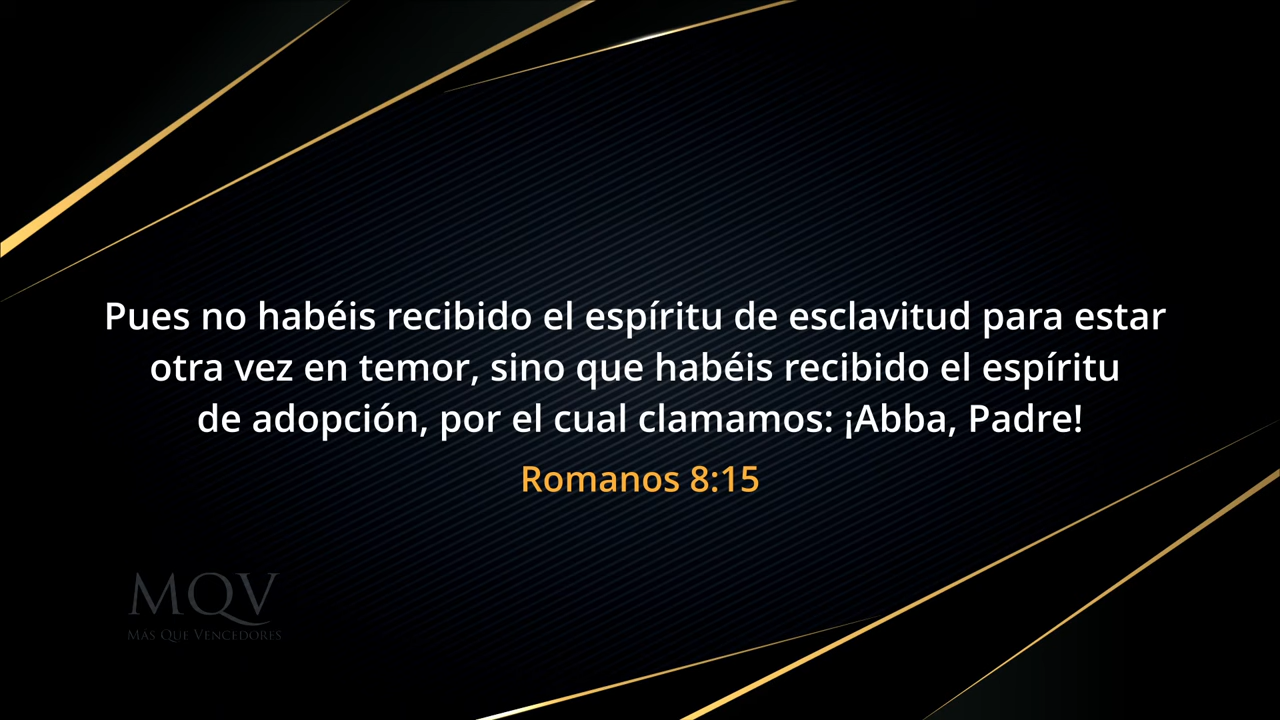 Pues no habéis recibido el espíritu de esclavitud para estar
otra vez en temor, sino que habéis recibido el espíritu
de adopción, por el cual clamamos: ¡Abba, Padre!
Romanos 8:15
MQV
Más Que Vencedores